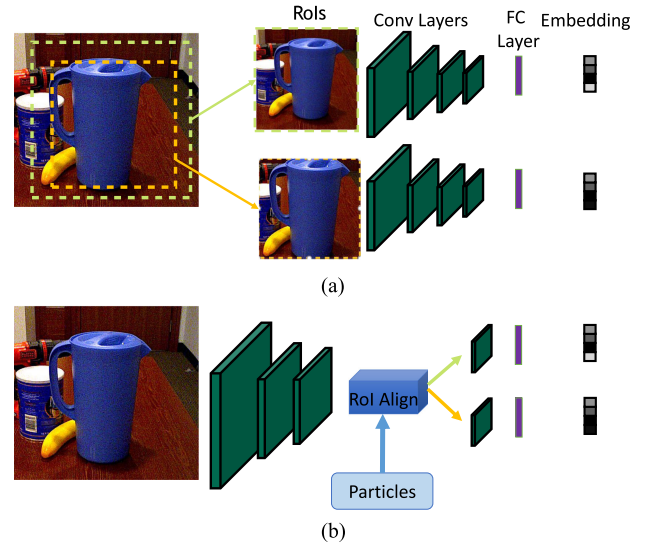 RoIs
Conv Layers
FC
Layer
Embedding
(a)
RoI Align
Particles
(b)